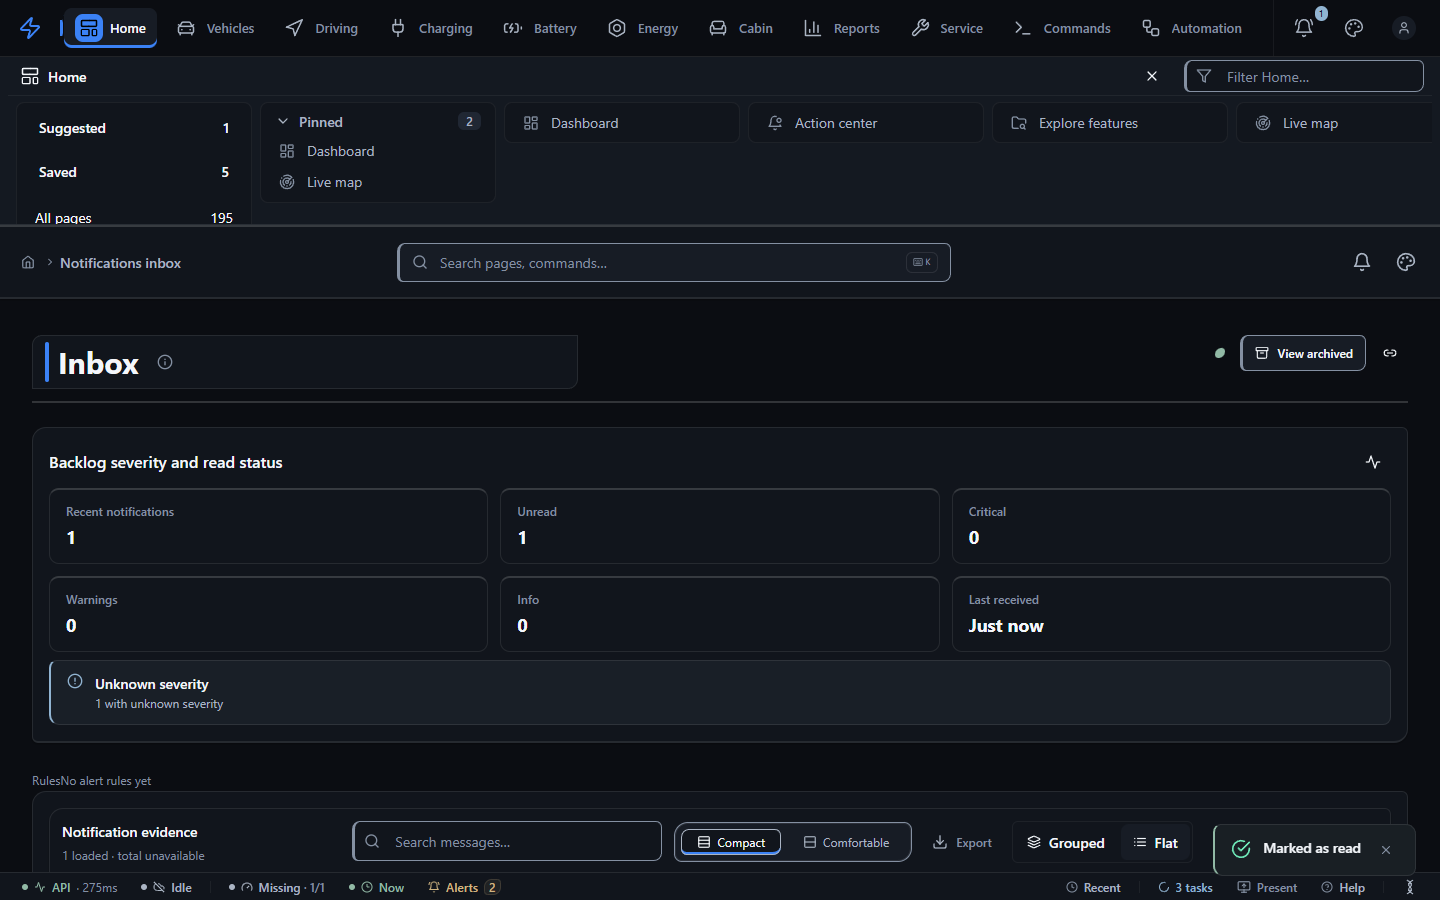 Home Vehicles Driving Charging Battery Energy Cabin Reports Service Commands Automation 1
Home Filter Home...
Suggested 1
Saved 5
All pages 195
Pinned 2
Dashboard
Live map
Dashboard
Action center
Explore features
Live map
Notifications inbox Search pages, commands... K
Inbox View archived
Backlog severity and read status
Recent notifications
1
Unread
1
Critical
0
Warnings
0
Info
0
Last received
Just now
Unknown severity
1 with unknown severity
RulesNo alert rules yet
Notification evidence
1 loaded · total unavailable
Search messages... Compact Comfortable Export Grouped Flat
Marked as read
API · 275ms Idle Missing · 1/1 Now Alerts 2 Recent 3 tasks Present Help